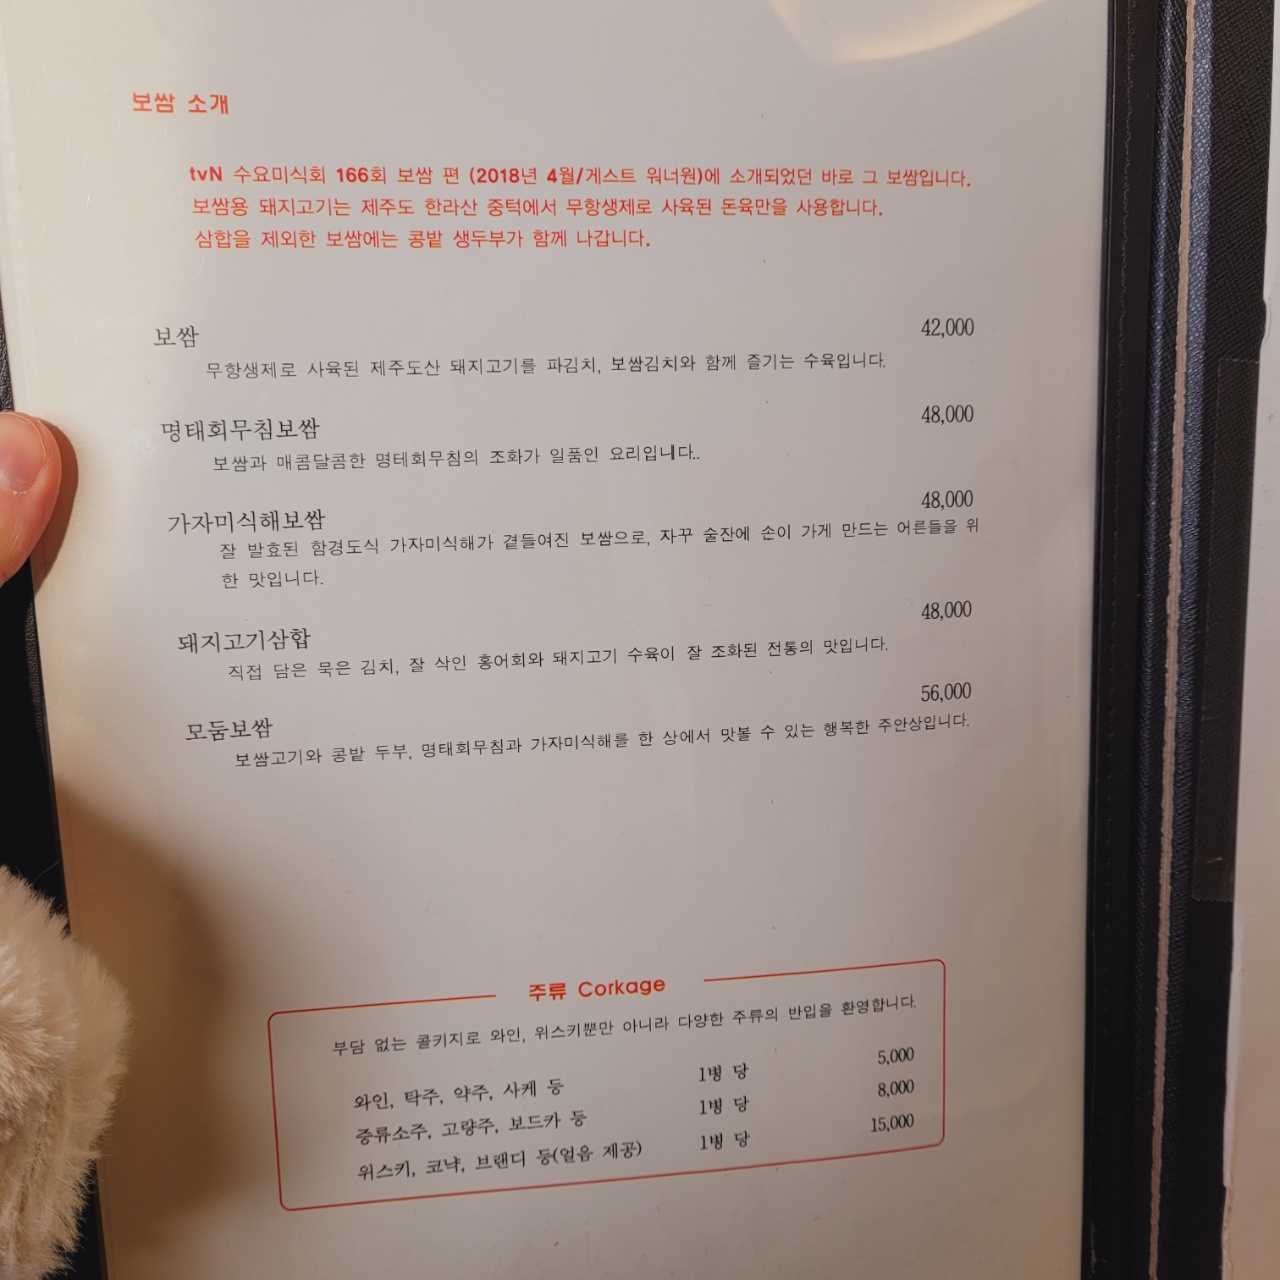 보쌈 소개
tvN 수요미식회 166회 보쌈 편 (2018년 4월/게스트 워너원)에 소개되었던 바로 그 보쌈입니다.
보쌈용 돼지고기는 제주도 한라산 중턱에서 무항생제로 사육된 돈육만을 사용합니다.
삼합을 제외한 보쌈에는 콩밭 생두부가 함께 나갑니다.
보쌈 42,000
무항생제로 사육된 제주도산 돼지고기를 파김치, 보쌈김치와 함께 즐기는 수육입니다.
명태회무침보쌈 48,000
보쌈과 매콤달콤한 명테회무침의 조화가 일품인 요리입니다..
가자미식해보쌈 48,000
잘 발효된 함경도식 가자미식해가 곁들여진 보쌈으로, 자꾸 술잔에 손이 가게 만드는 어른들을 위
한 맛입니다.
돼지고기삼합 48,000
직접 담은 묵은 김치, 잘 삭인 홍어회와 돼지고기 수육이 잘 조화된 전통의 맛입니다.
모둠보쌈 56,000
보쌈고기와 콩밭 두부, 명태회무침과 가자미식해를 한 상에서 맛볼 수 있는 행복한 주안상입니다.
주류 Corkage
부담 없는 콜키지로 와인, 위스키뿐만 아니라 다양한 주류의 반입을 환영합니다.
와인, 탁주, 약주, 사케 등 1병 당 5,000
증류소주, 고량주, 보드카 등 1병 당 8,000
위스키, 코냑, 브랜디 등(얼음 제공) 1병 당 15,000